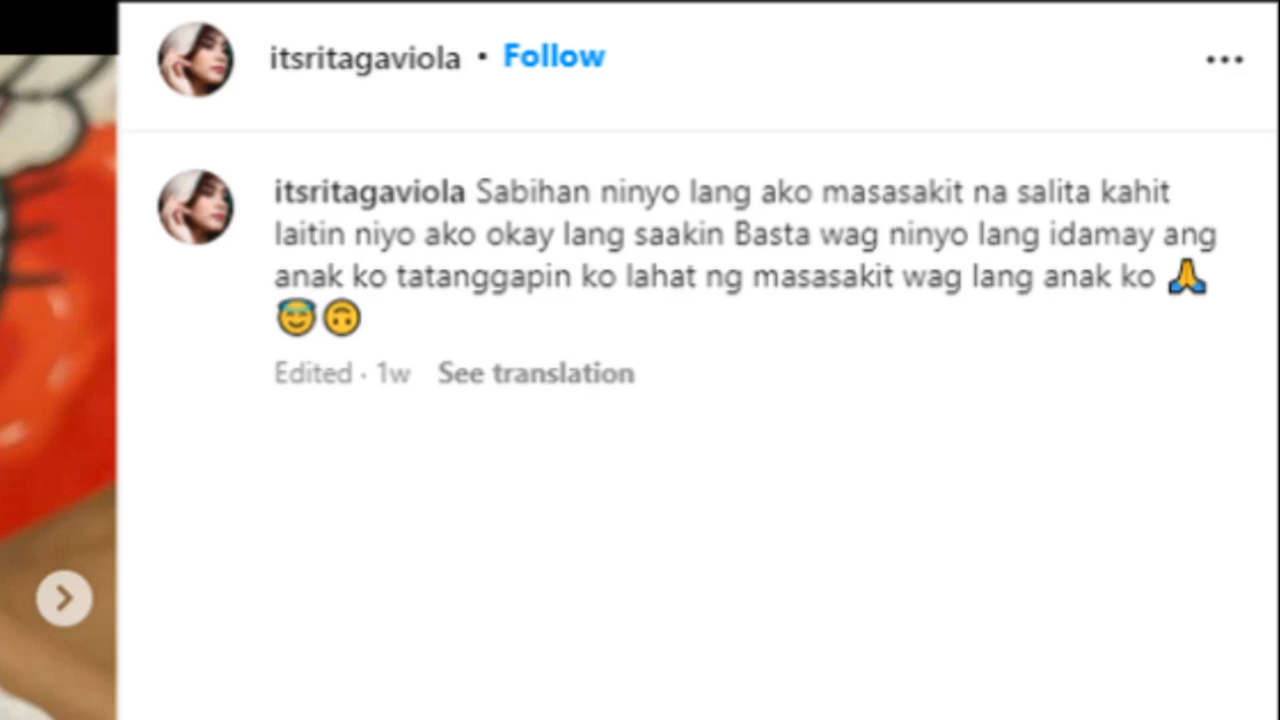 itsritagaviola • Follow
itsritagaviola Sabihan ninyo lang ako masasakit na salita kahit
laitin niyo ako okay lang saakin Basta wag ninyo lang idamay ang
anak ko tatanggapin ko lahat ng masasakit wag lang anak ko 🙏
😇🙃
Edited · 1w See translation